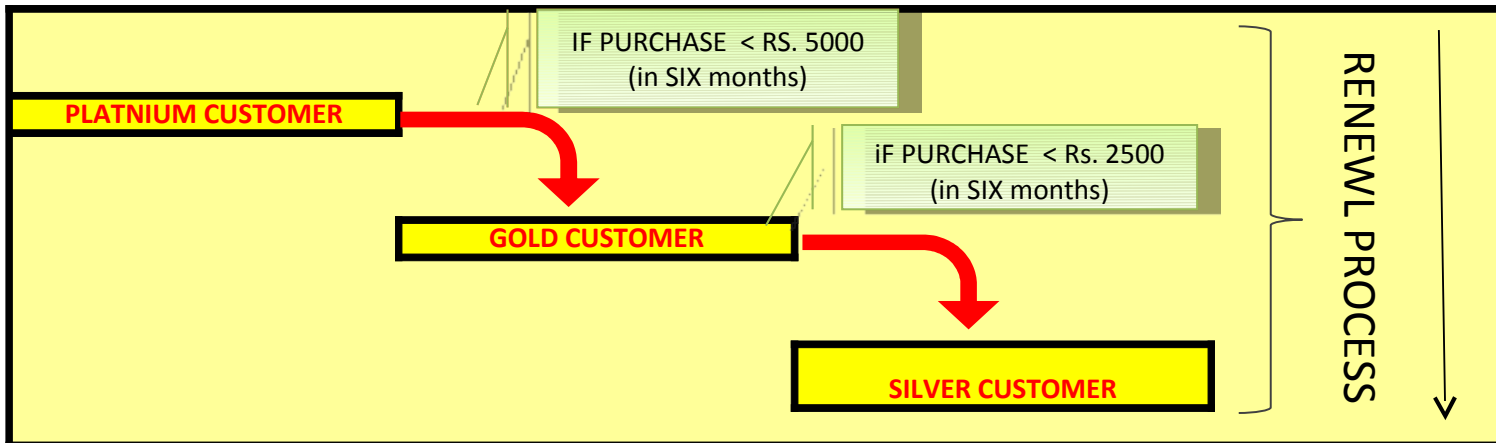 IF PURCHASE < RS. 5000
(in SIX months)
PLATNIUM CUSTOMER
iF PURCHASE < Rs. 2500
(in SIX months)
GOLD CUSTOMER
SILVER CUSTOMER
RENEWL PROCESS